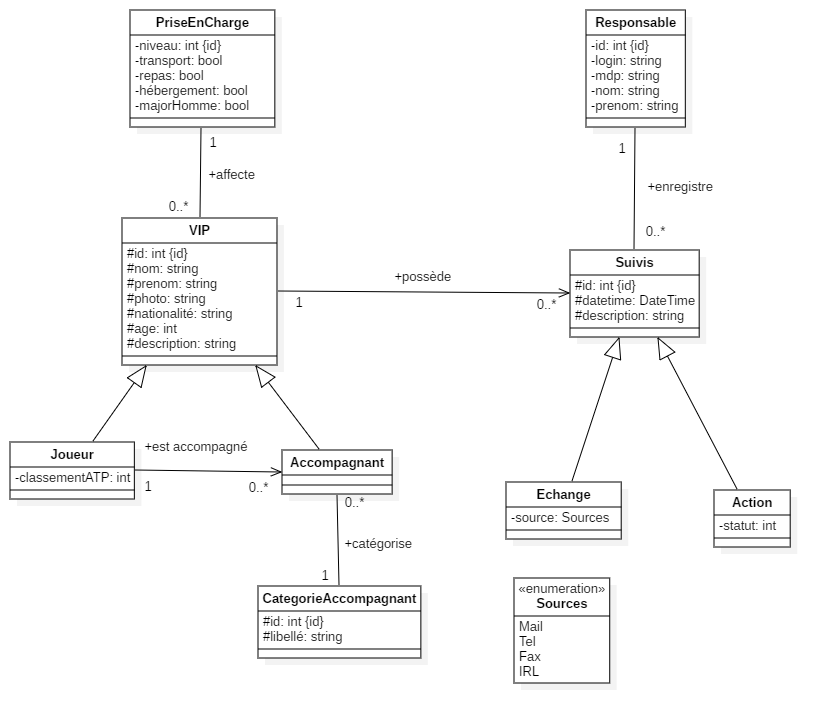 PriseEnCharge
-niveau: int {id}
-transport: bool
-repas: bool
-hébergement: bool
-majorHomme: bool
1
+affecte
0..*
Responsable
-id: int {id}
-login: string
-mdp: string
-nom: string
-prenom: string
1
+enregistre
0..*
VIP
#id: int {id}
#nom: string
#prenom: string
#photo: string
#nationalité: string
#age: int
#description: string
+possède
1
0..*
Suivis
#id: int {id}
#datetime: DateTime
#description: string
Joueur
-classementATP: int
+est accompagné
1
0..*
Accompagnant
0..*
+catégorise
1
CategorieAccompagnant
#id: int {id}
#libellé: string
Echange
-source: Sources
Action
-statut: int
«enumeration»
Sources
Mail
Tel
Fax
IRL